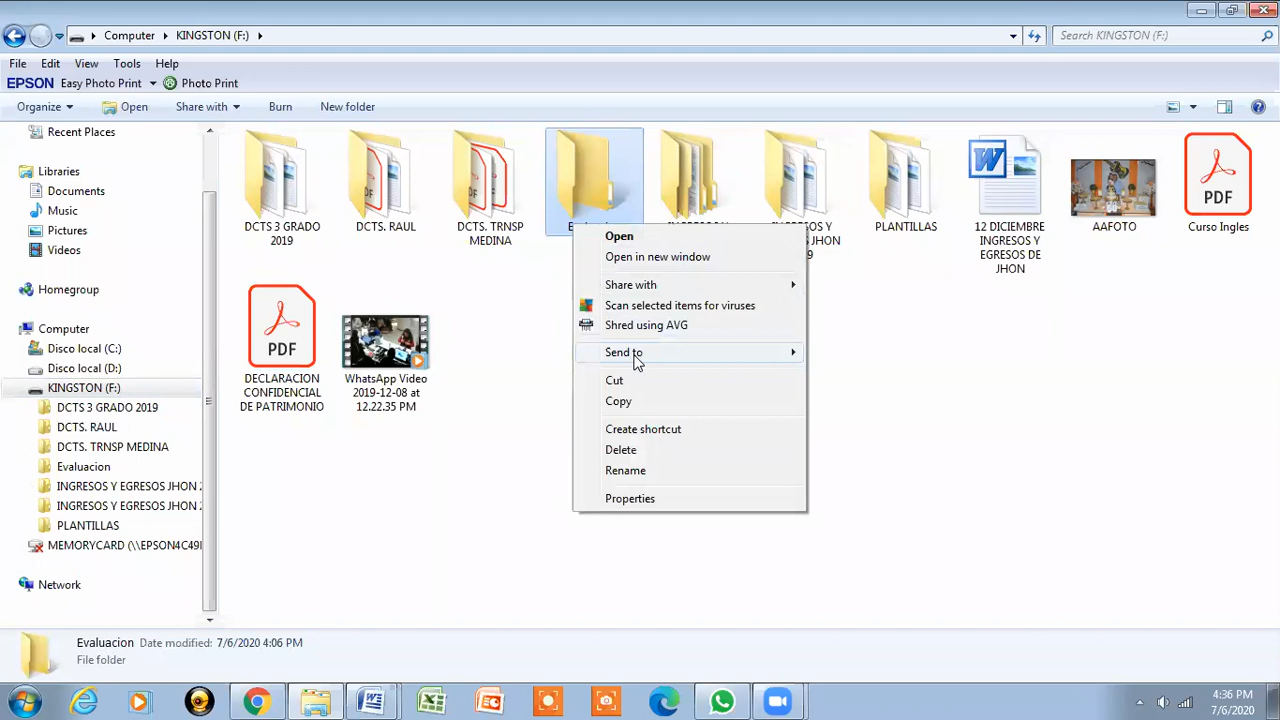 Computer KINGSTON (F:) Search KINGSTON (F:)
File Edit View Tools Help
EPSON Easy Photo Print Photo Print
Organize Open Share with Burn New folder
Recent Places
Libraries
Documents
Music
Pictures
Videos
Homegroup
Computer
Disco local (C:)
Disco local (D:)
KINGSTON (F:)
DCTS 3 GRADO 2019
DCTS. RAUL
DCTS. TRNSP MEDINA
Evaluacion
INGRESOS Y EGRESOS JHON 2
INGRESOS Y EGRESOS JHON 2
PLANTILLAS
MEMORYCARD (\\EPSON4C49
Network
DCTS 3 GRADO
2019
DCTS. RAUL
DCTS. TRNSP
MEDINA
PLANTILLAS
12 DICIEMBRE
INGRESOS Y
EGRESOS DE
JHON
AAFOTO
PDF
Curso Ingles
PDF
DECLARACION
CONFIDENCIAL
DE PATRIMONIO
WhatsApp Video
2019-12-08 at
12.22.35 PM
Open
Open in new window
Share with
Scan selected items for viruses
Shred using AVG
Send to
Cut
Copy
Create shortcut
Delete
Rename
Properties
Evaluacion Date modified: 7/6/2020 4:06 PM
File folder
4:36 PM
7/6/2020